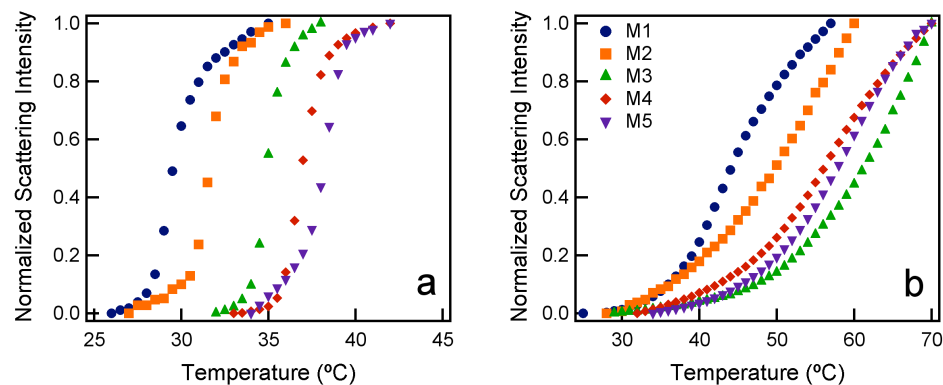 Normalized Scattering Intensity
1.0
0.8
0.6
0.4
0.2
0.0
25
30
35
40
45
Temperature (ºC)
a
Normalized Scattering Intensity
1.0
0.8
0.6
0.4
0.2
0.0
30
40
50
60
70
Temperature (ºC)
M1
M2
M3
M4
M5
b